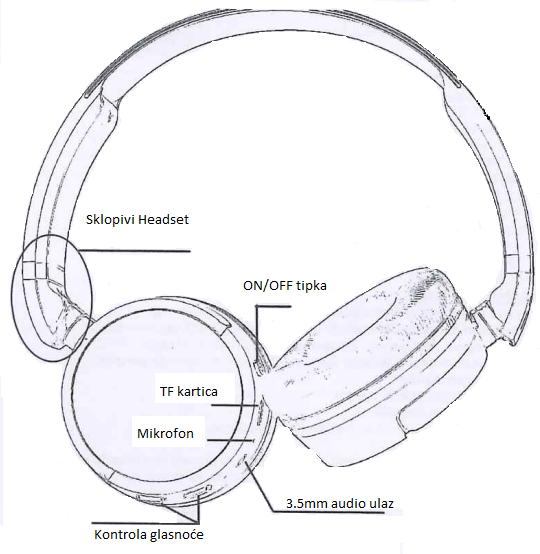 Sklopivi Headset
ON/OFF tipka
TF kartica
Mikrofon
3.5mm audio ulaz
Kontrola glasnoće